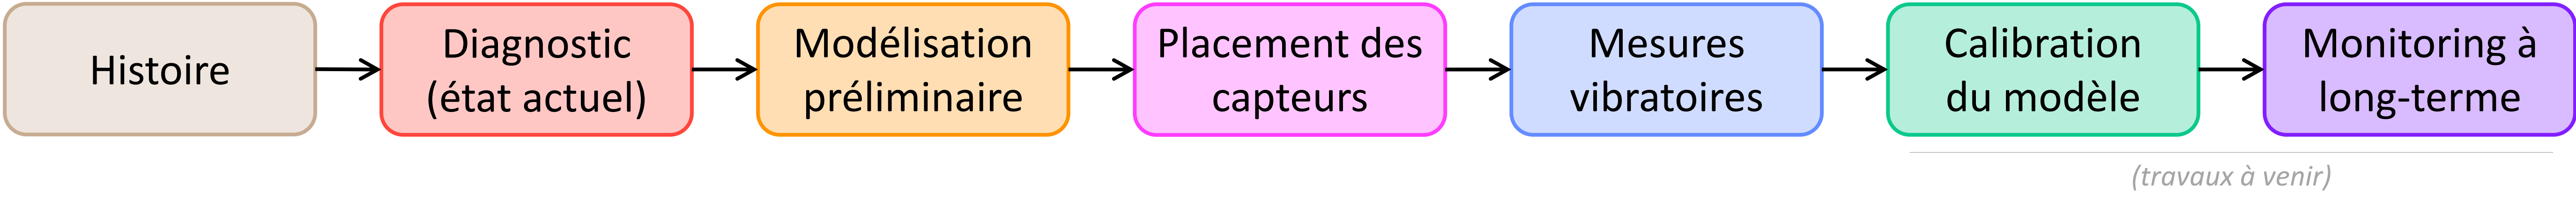 Histoire
Diagnostic
(état actuel)
Modélisation
préliminaire
Placement des
capteurs
Mesures
vibratoires
Calibration
du modèle
Monitoring à
long-terme
(travaux à venir)